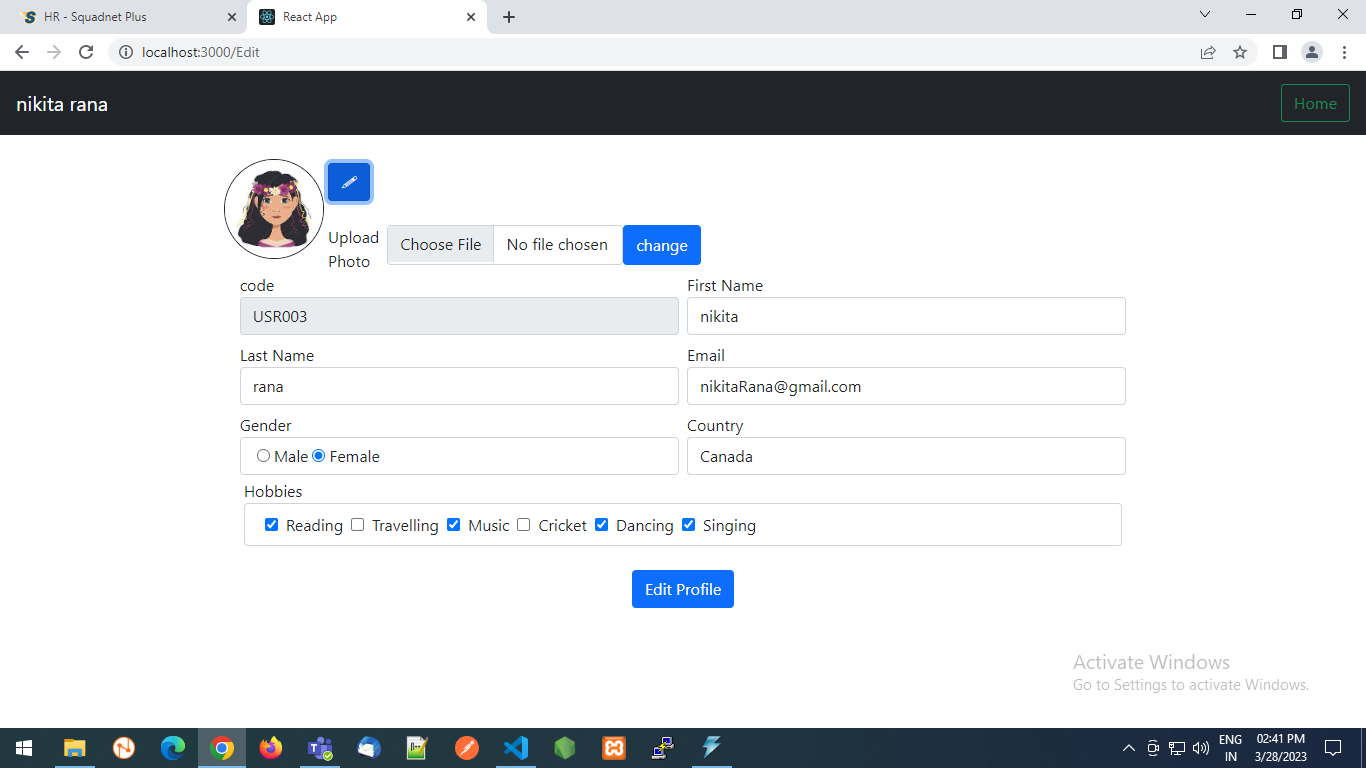 HR - Squadnet Plus
React App
localhost:3000/Edit
nikita rana
Home
Upload
Photo
Choose File No file chosen change
code
First Name
USR003
nikita
Last Name
Email
rana
nikitaRana@gmail.com
Gender
Country
Male Female
Canada
Hobbies
Reading Travelling Music Cricket Dancing Singing
Edit Profile
Activate Windows
Go to Settings to activate Windows.
ENG
IN
02:41 PM
3/28/2023